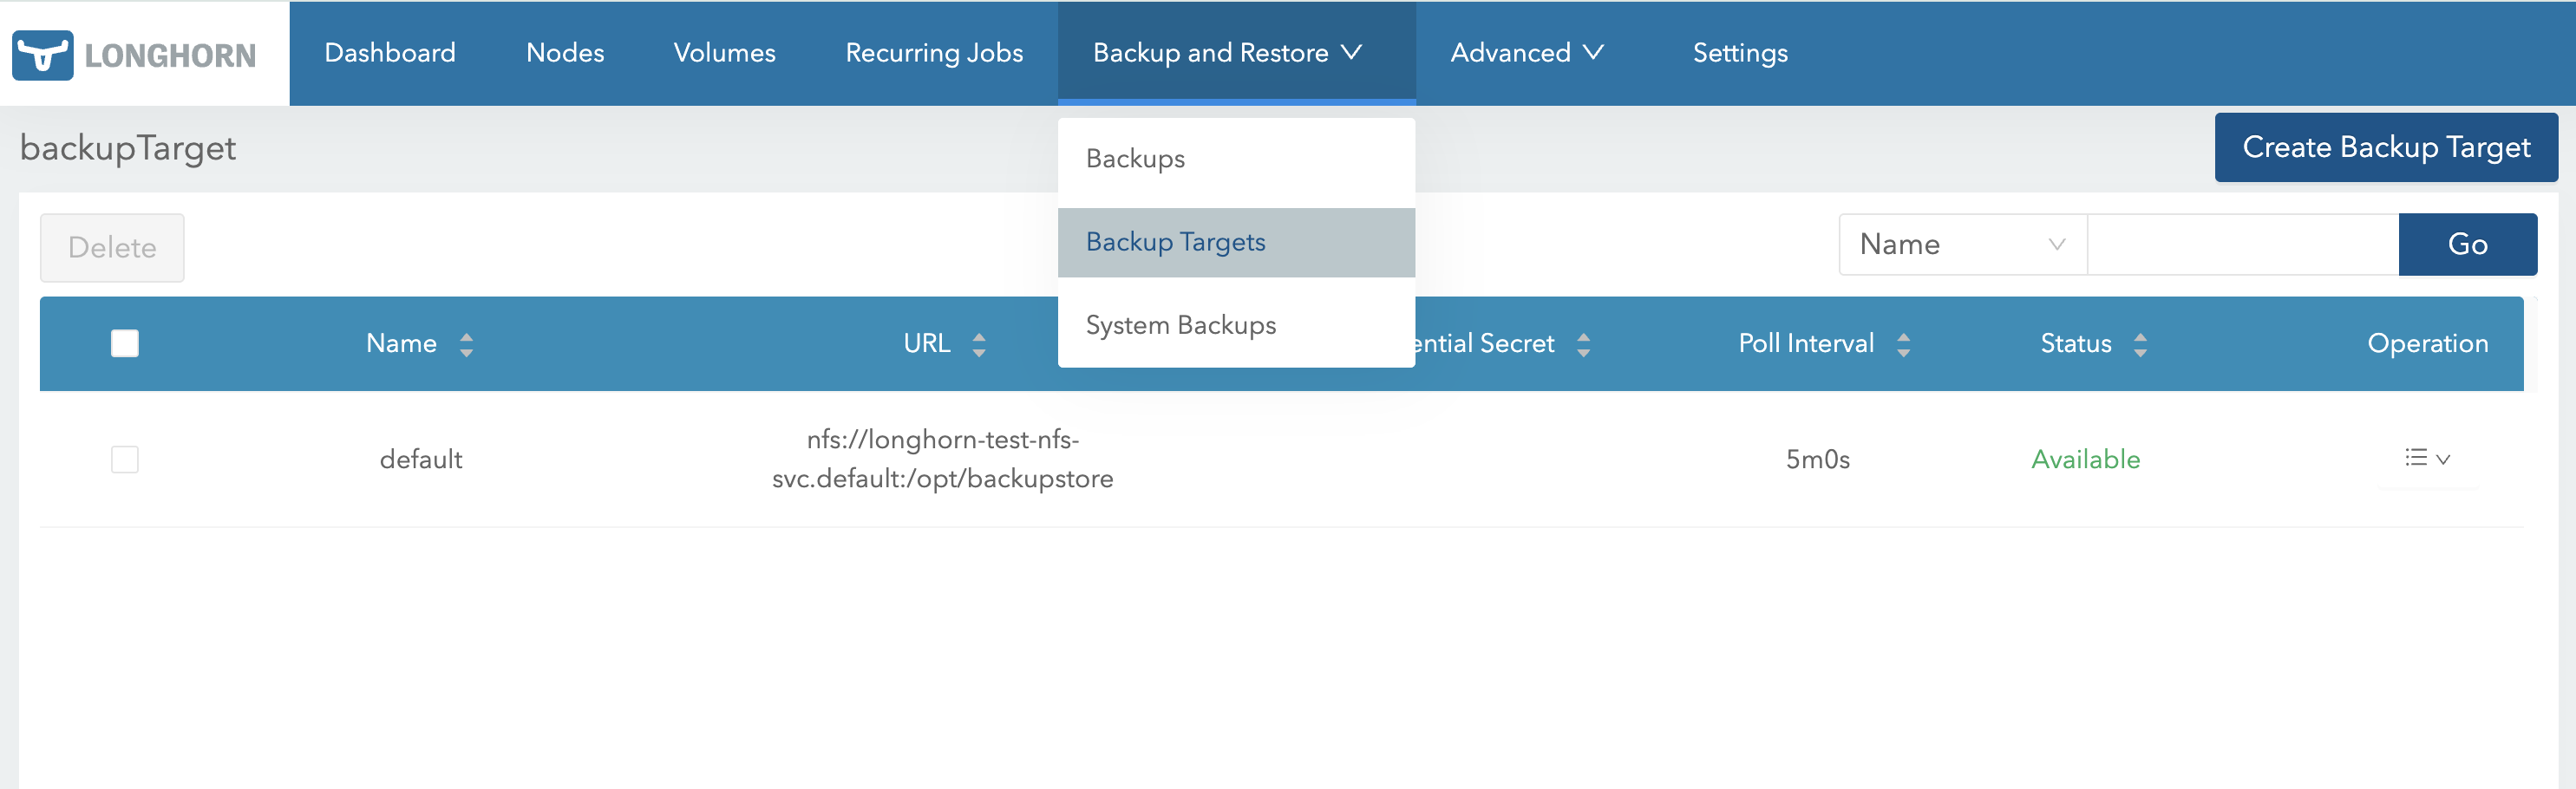 LONGHORN
Dashboard
Nodes
Volumes
Recurring Jobs
Backup and Restore
Advanced
Settings
backupTarget
Create Backup Target
Backups
Backup Targets
System Backups
Delete
Name
Go
Name
URL
ential Secret
Poll Interval
Status
Operation
default
nfs://longhorn-test-nfs-
svc.default:/opt/backupstore
5m0s
Available